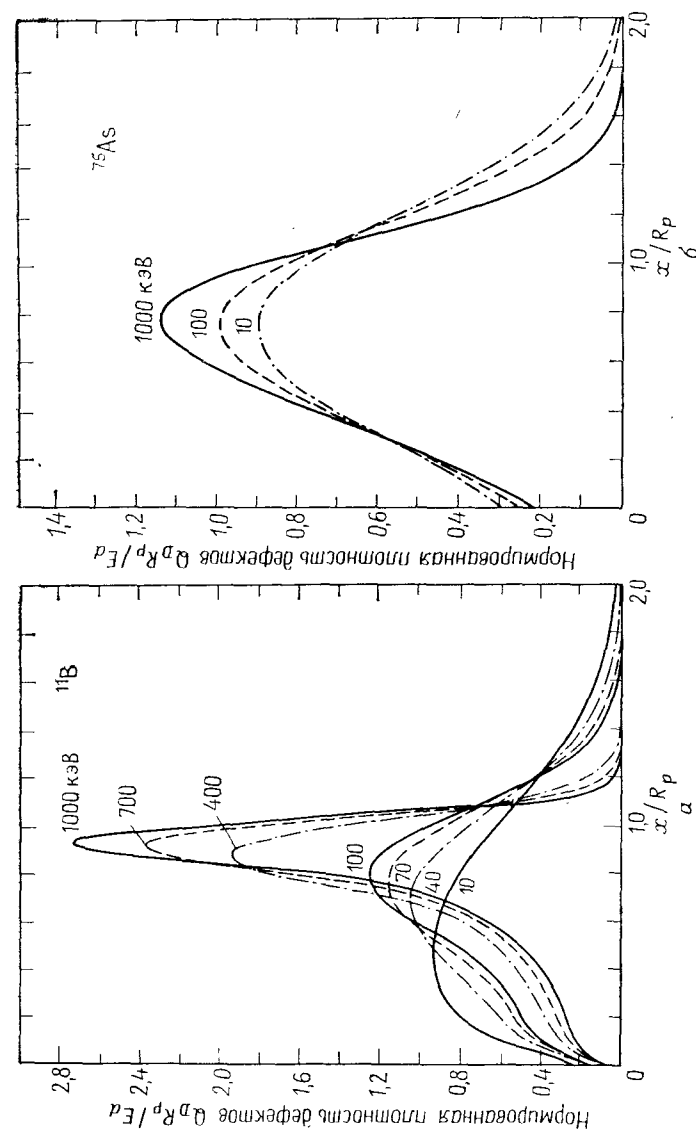 Нормированная плотность дефектов Q_D R_p/E_d
2,8
2,4
2,0
1,6
1,2
0,8
0,4
0
1,0
2,0
x/R_p
а
¹¹B
1000 кэВ
700
400
100
70
40
10
Нормированная плотность дефектов Q_D R_p/E_d
1,4
1,2
1,0
0,8
0,6
0,4
0,2
0
1,0
2,0
x/R_p
б
⁷⁵As
1000 кэВ
100
10